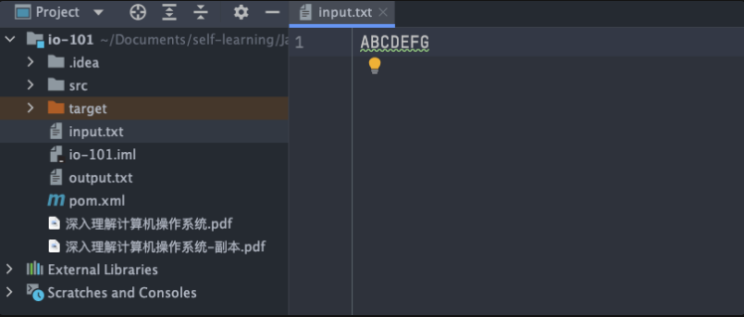 Project
input.txt
io-101 ~/Documents/self-learning/Ja
1 ABCDEFG
.idea
src
target
input.txt
io-101.iml
output.txt
pom.xml
深入理解计算机操作系统.pdf
深入理解计算机操作系统-副本.pdf
External Libraries
Scratches and Consoles